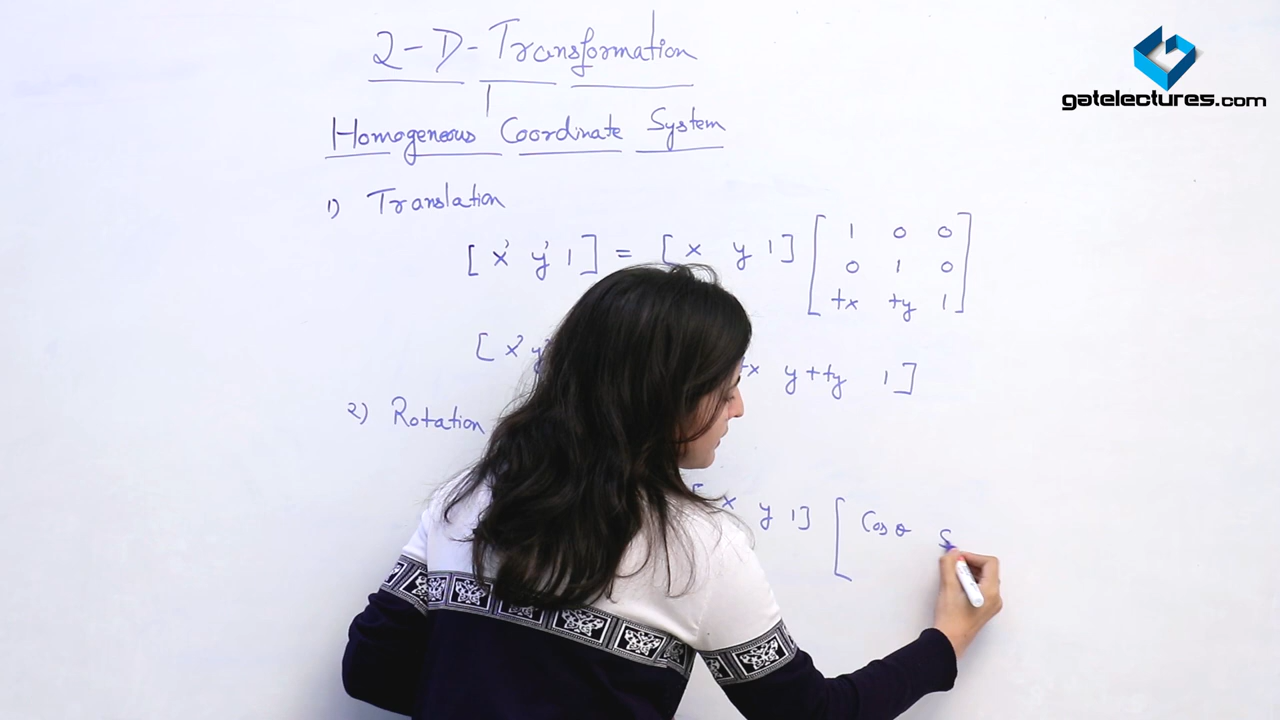 2-D-Transformation
gatelectures.com
Homogeneous Coordinate System
1) Translation
[ x' y' 1 ] = [ x y 1 ] [ 1 0 0
0 1 0
tx ty 1 ]
[ x' y'
tx y+ty 1 ]
2) Rotation
[ x y 1 ] [ Cos θ S